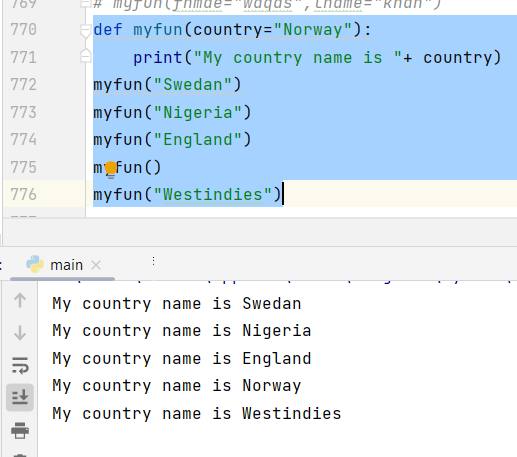 769 # myfun(fnmae="Waqas",lname="khan")
770 def myfun(country="Norway"):
771     print("My country name is "+ country)
772 myfun("Swedan")
773 myfun("Nigeria")
774 myfun("England")
775 myfun()
776 myfun("Westindies")
main
My country name is Swedan
My country name is Nigeria
My country name is England
My country name is Norway
My country name is Westindies